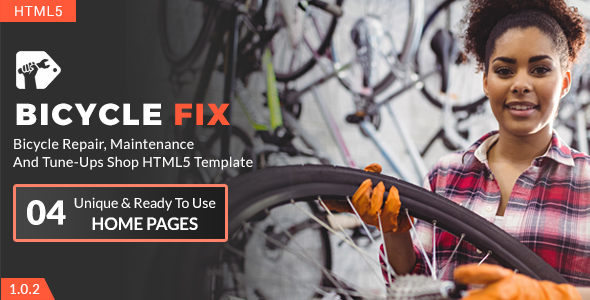 HTML5
BICYCLE FIX
Bicycle Repair, Maintenance
And Tune-Ups Shop HTML5 Template
04
Unique & Ready To Use
HOME PAGES
1.0.2